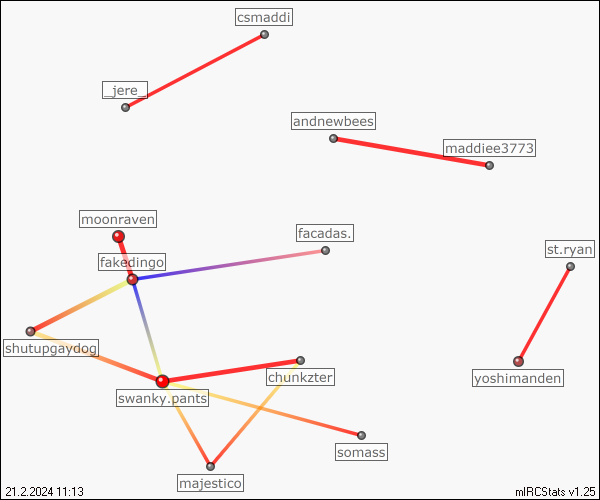 csmaddi
_jere_
andnewbees
maddiee3773
moonraven
facadas.
st.ryan
fakedingo
shutupgaydog
chunkzter
yoshimanden
swanky.pants
somass
majestico
21.2.2024 11:13
mIRCStats v1.25